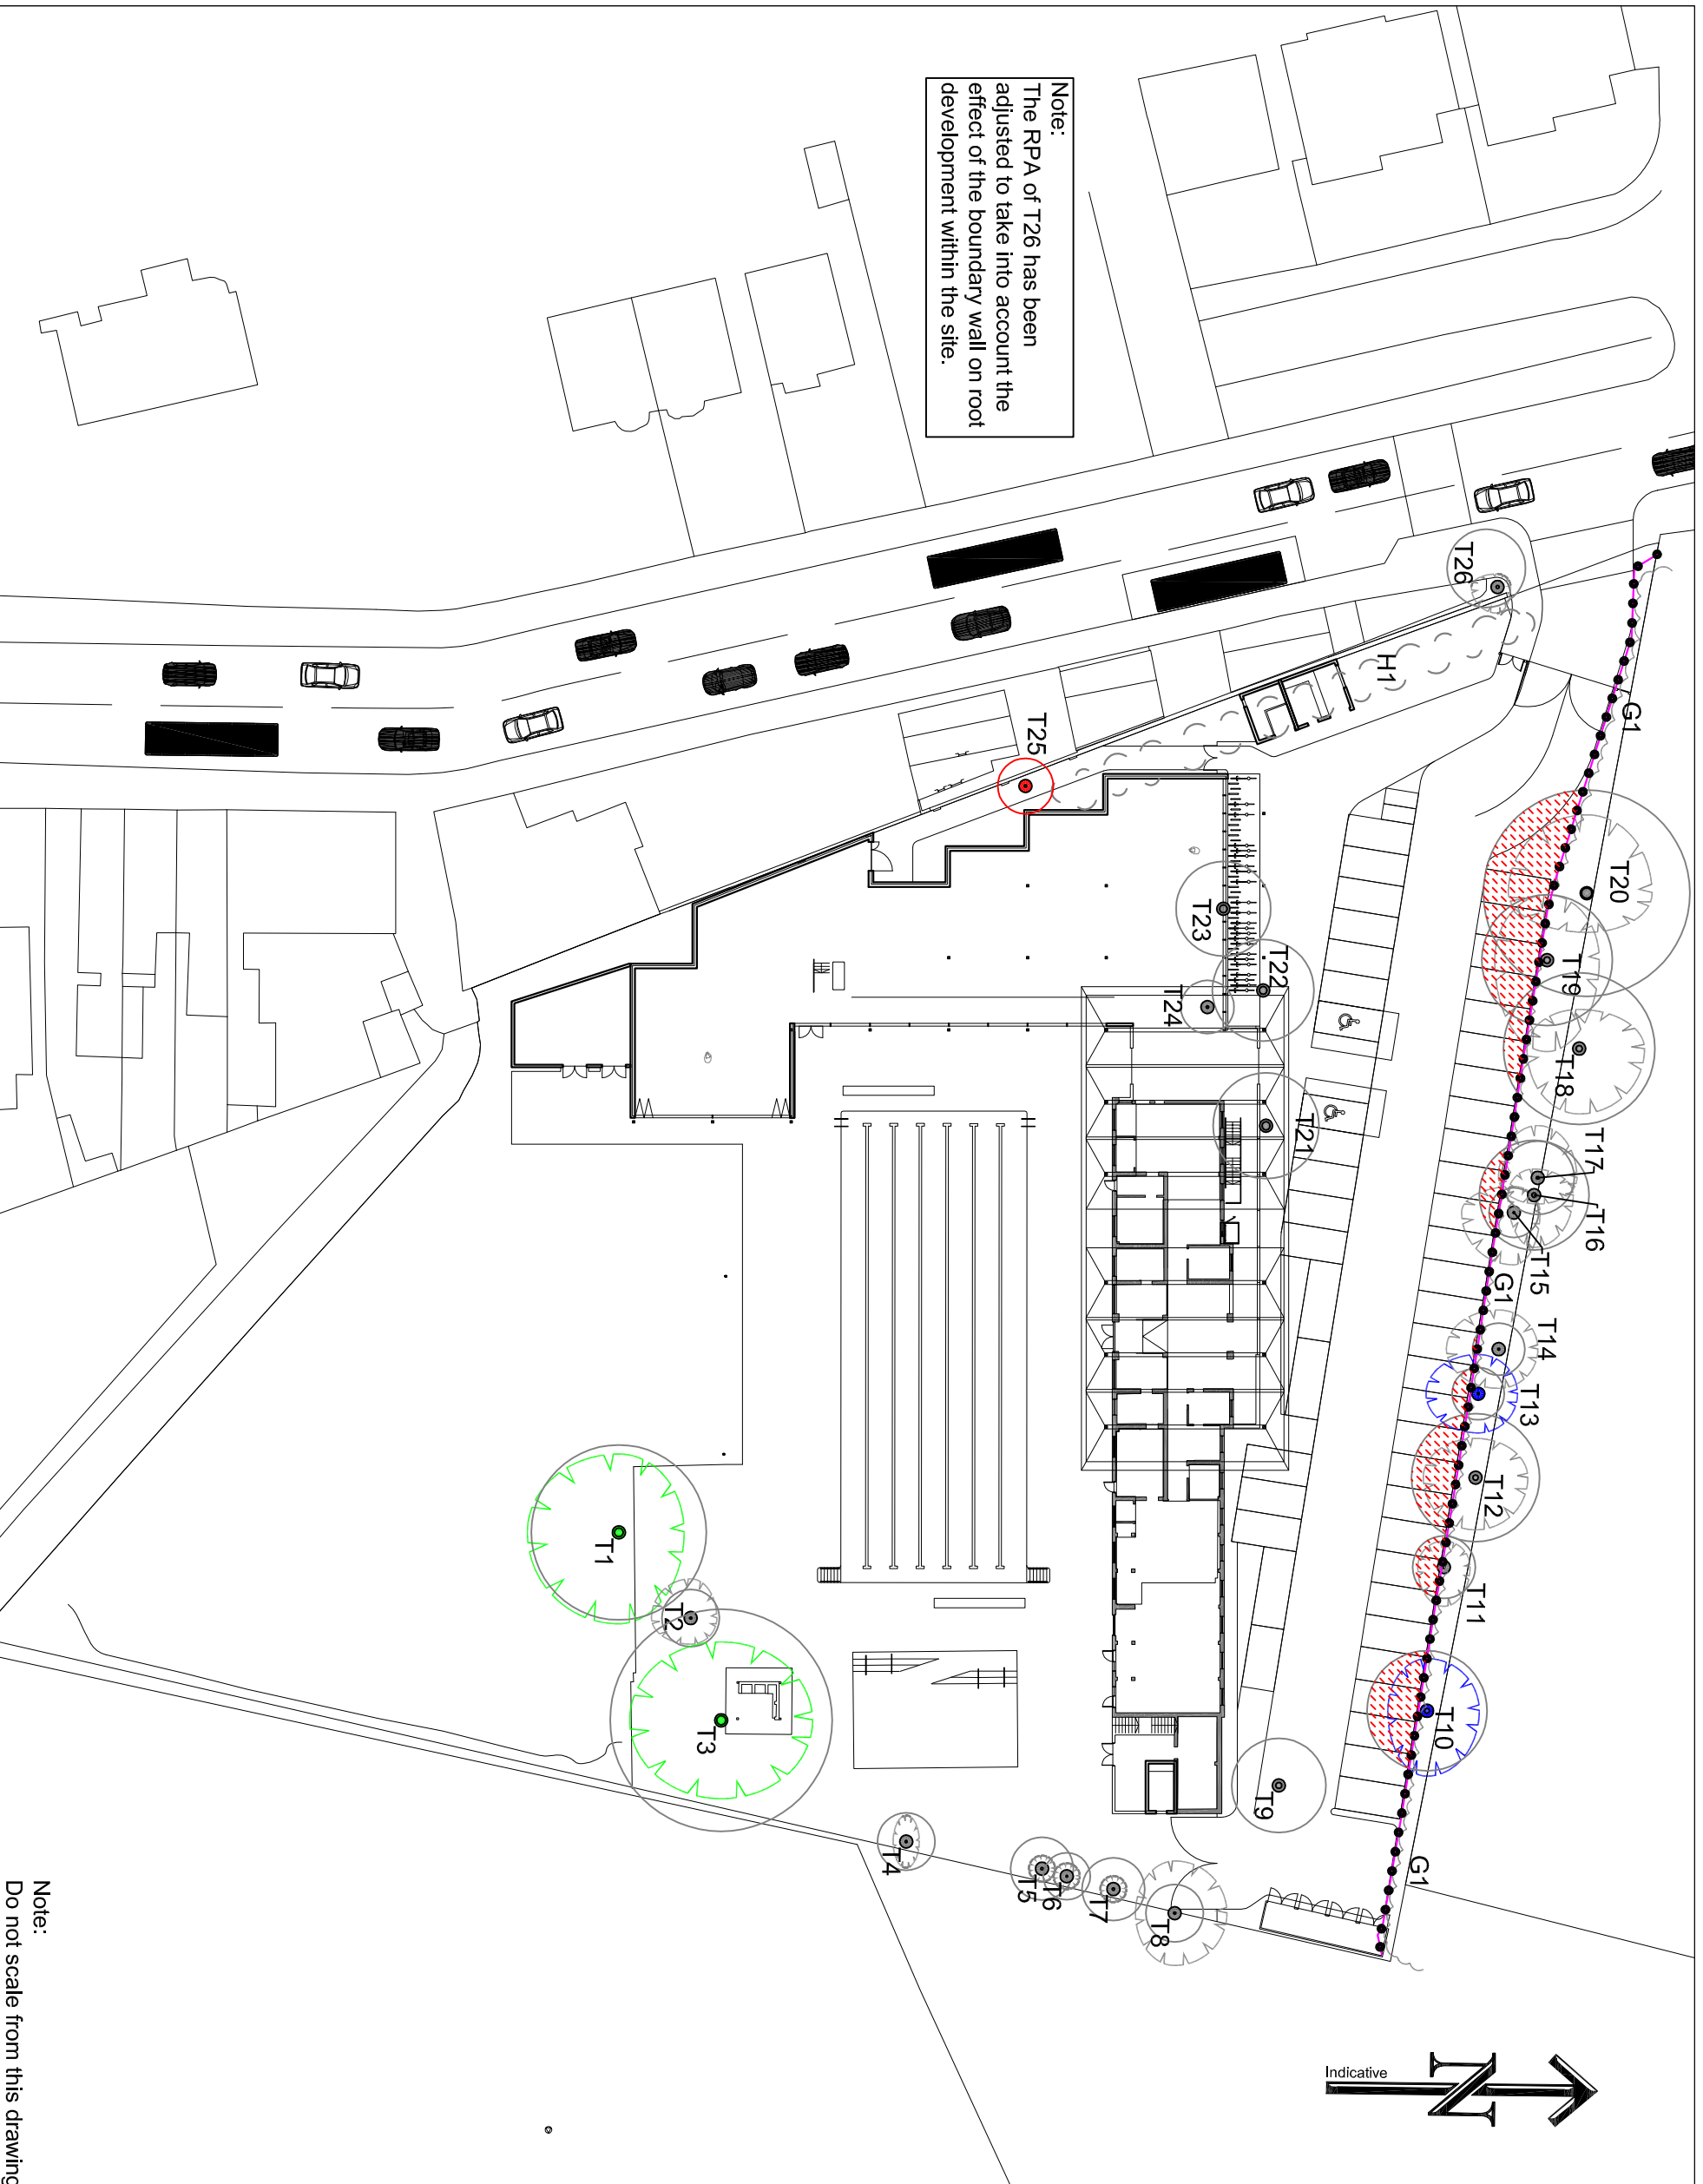 Note:
The RPA of T26 has been
adjusted to take into account the
effect of the boundary wall on root
development within the site.
G1
T26
H1
T25
T20
T19
T18
T17
T16
T15
G1
T14
T13
T12
T11
T10
G1
T23
T22
T24
T21
T9
T8
T7
T6
T5
T4
T3
T2
T1
Indicative
N
Note:
Do not scale from this drawing